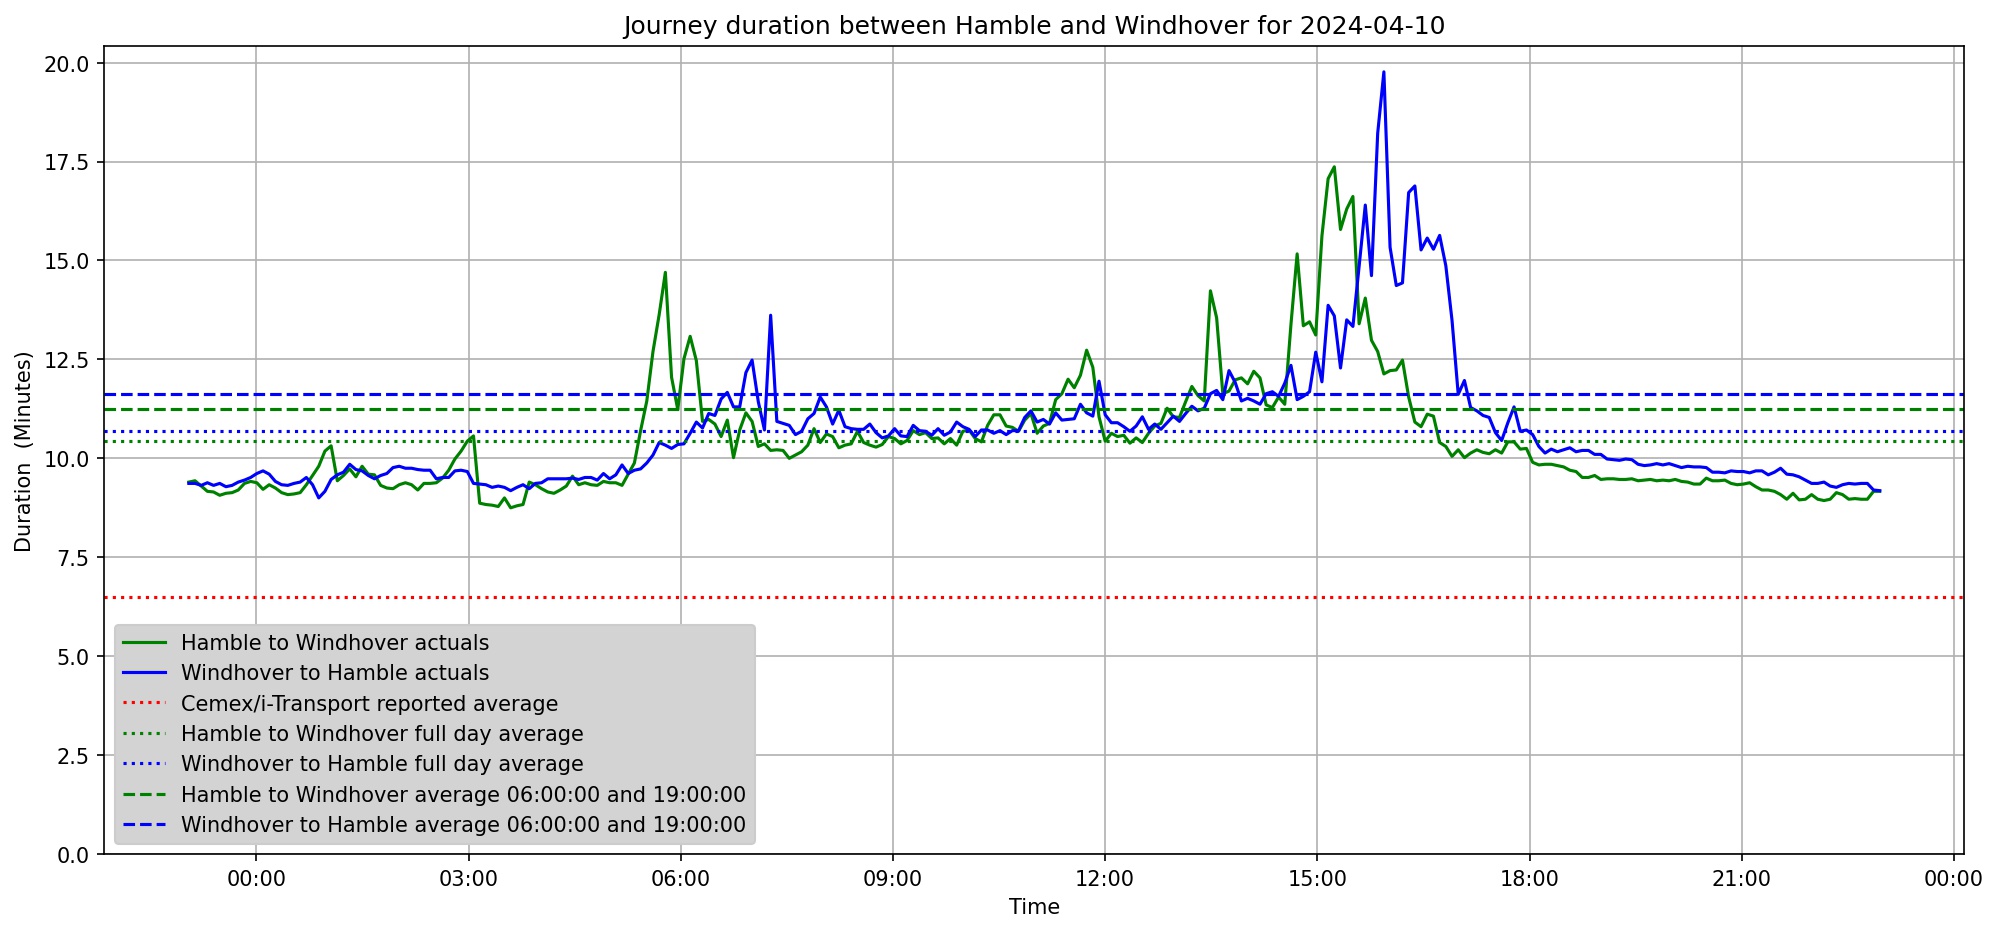 Journey duration between Hamble and Windhover for 2024-04-10
Duration  (Minutes)
20.0
17.5
15.0
12.5
10.0
7.5
5.0
2.5
0.0
Hamble to Windhover actuals
Windhover to Hamble actuals
Cemex/i-Transport reported average
Hamble to Windhover full day average
Windhover to Hamble full day average
Hamble to Windhover average 06:00:00 and 19:00:00
Windhover to Hamble average 06:00:00 and 19:00:00
00:00 03:00 06:00 09:00 12:00 15:00 18:00 21:00 00:00
Time